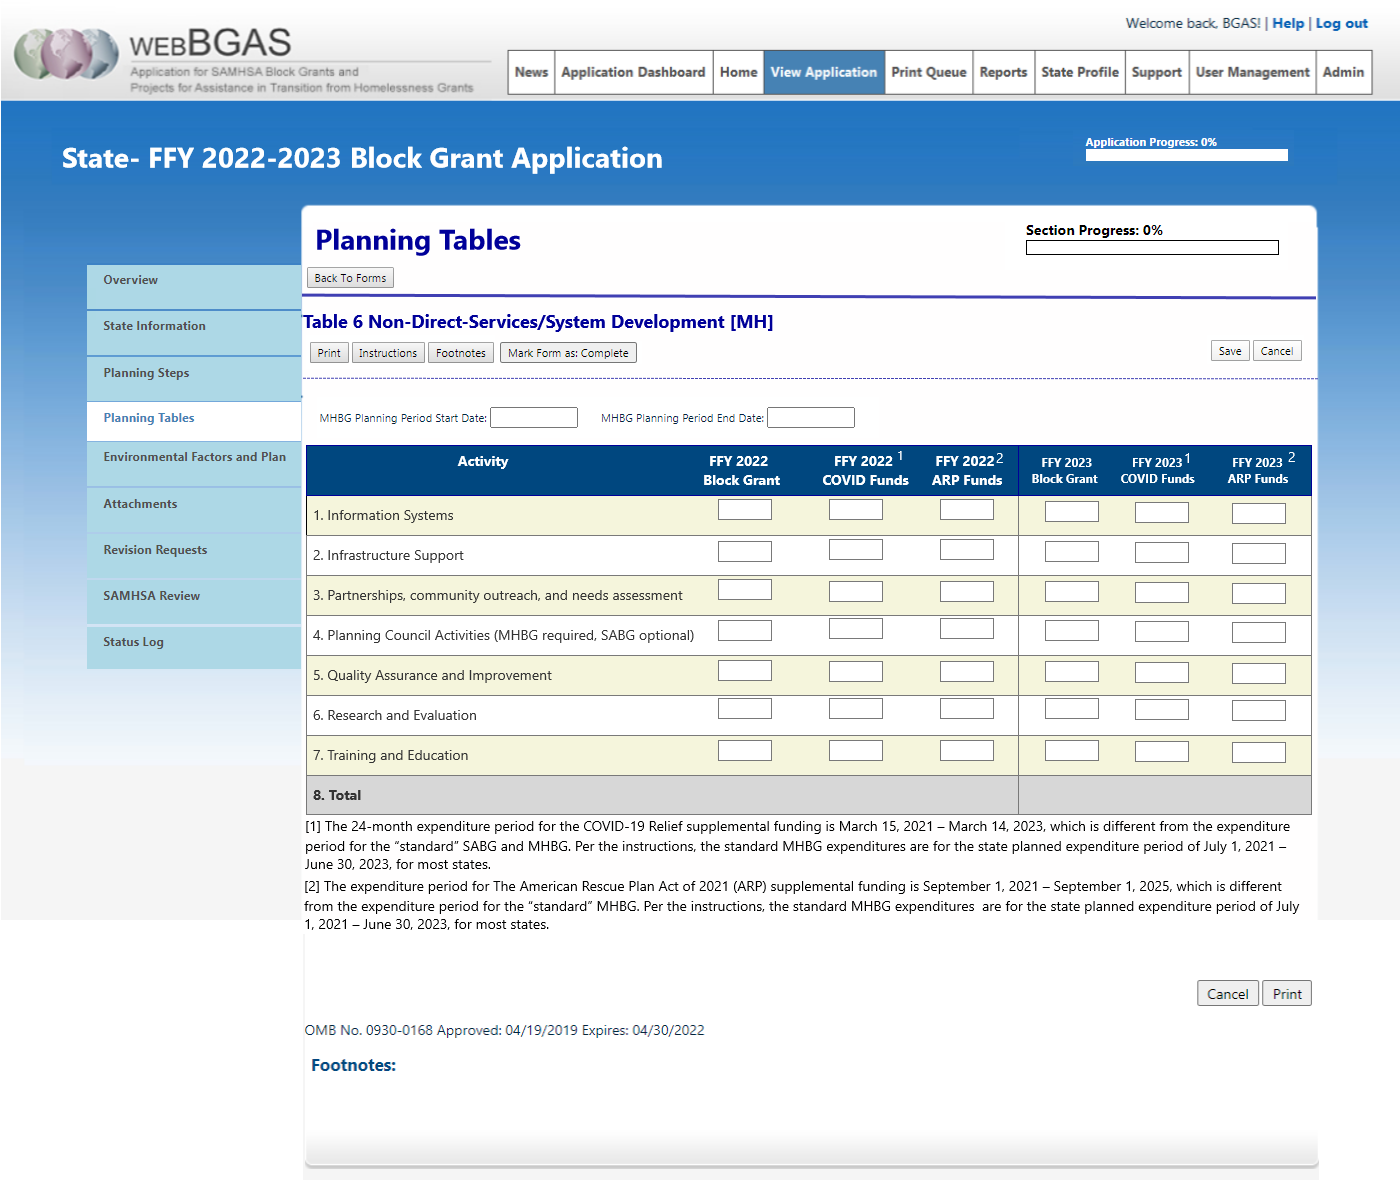 Welcome back, BGAS! | Help | Log out
WEBBGAS
Application for SAMHSA Block Grants and
Projects for Assistance in Transition from Homelessness Grants
News Application Dashboard Home View Application Print Queue Reports State Profile Support User Management Admin
State- FFY 2022-2023 Block Grant Application
Application Progress: 0%
Planning Tables
Section Progress: 0%
Back To Forms
Overview
State Information
Planning Steps
Planning Tables
Environmental Factors and Plan
Attachments
Revision Requests
SAMHSA Review
Status Log
Table 6 Non-Direct-Services/System Development [MH]
Print Instructions Footnotes Mark Form as: Complete Save Cancel
MHBG Planning Period Start Date: MHBG Planning Period End Date:
Activity FFY 2022 Block Grant FFY 2022 1 COVID Funds FFY 2022 2 ARP Funds FFY 2023 Block Grant FFY 2023 1 COVID Funds FFY 2023 2 ARP Funds
1. Information Systems
2. Infrastructure Support
3. Partnerships, community outreach, and needs assessment
4. Planning Council Activities (MHBG required, SABG optional)
5. Quality Assurance and Improvement
6. Research and Evaluation
7. Training and Education
8. Total
[1] The 24-month expenditure period for the COVID-19 Relief supplemental funding is March 15, 2021 – March 14, 2023, which is different from the expenditure
period for the “standard” SABG and MHBG. Per the instructions, the standard MHBG expenditures are for the state planned expenditure period of July 1, 2021 –
June 30, 2023, for most states.
[2] The expenditure period for The American Rescue Plan Act of 2021 (ARP) supplemental funding is September 1, 2021 – September 1, 2025, which is different
from the expenditure period for the “standard” MHBG. Per the instructions, the standard MHBG expenditures are for the state planned expenditure period of July
1, 2021 – June 30, 2023, for most states.
Cancel Print
OMB No. 0930-0168 Approved: 04/19/2019 Expires: 04/30/2022
Footnotes: